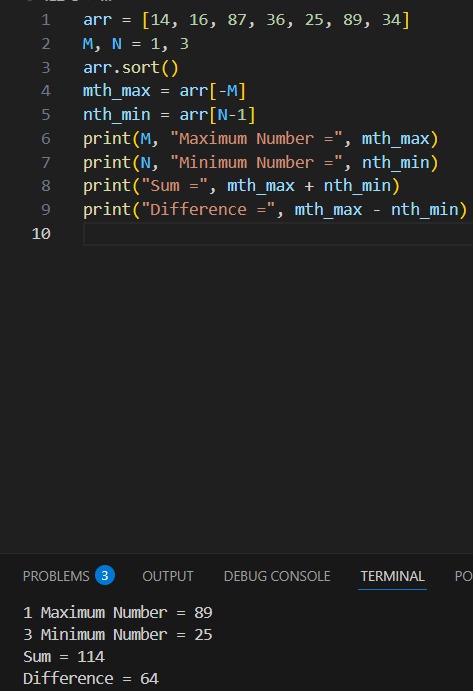 1 arr = [14, 16, 87, 36, 25, 89, 34]
2 M, N = 1, 3
3 arr.sort()
4 mth_max = arr[-M]
5 nth_min = arr[N-1]
6 print(M, "Maximum Number =", mth_max)
7 print(N, "Minimum Number =", nth_min)
8 print("Sum =", mth_max + nth_min)
9 print("Difference =", mth_max - nth_min)
10
PROBLEMS 3 OUTPUT DEBUG CONSOLE TERMINAL PO
1 Maximum Number = 89
3 Minimum Number = 25
Sum = 114
Difference = 64